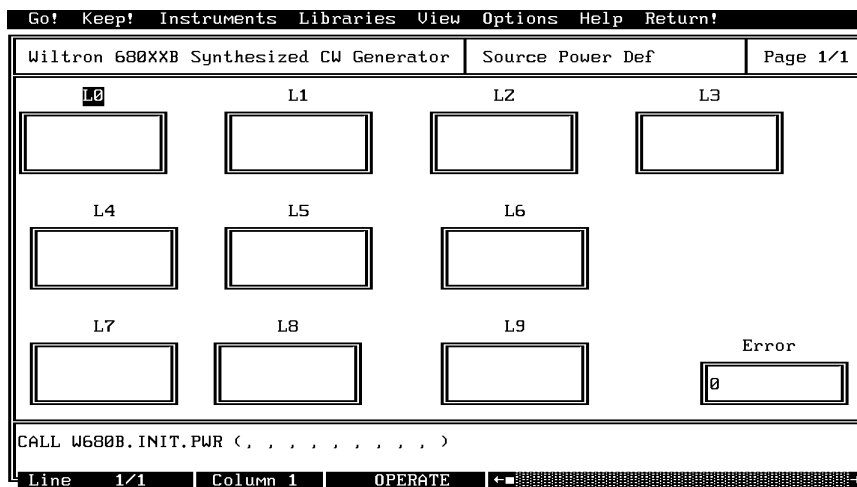 Go! Keep! Instruments Libraries View Options Help Return!
Wiltron 680XXB Synthesized CW Generator Source Power Def Page 1/1
L0 L1 L2 L3
L4 L5 L6
L7 L8 L9
Error
0
CALL W680B.INIT.PWR (, , , , , , , , , )
Line 1/1 Column 1 OPERATE